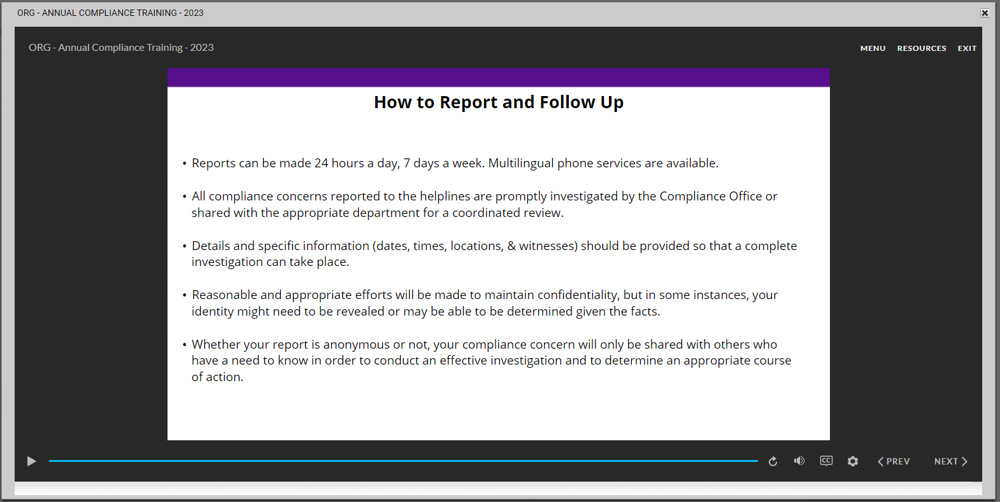 ORG - ANNUAL COMPLIANCE TRAINING - 2023
ORG - Annual Compliance Training - 2023
MENU RESOURCES EXIT
How to Report and Follow Up
• Reports can be made 24 hours a day, 7 days a week. Multilingual phone services are available.
• All compliance concerns reported to the helplines are promptly investigated by the Compliance Office or
shared with the appropriate department for a coordinated review.
• Details and specific information (dates, times, locations, & witnesses) should be provided so that a complete
investigation can take place.
• Reasonable and appropriate efforts will be made to maintain confidentiality, but in some instances, your
identity might need to be revealed or may be able to be determined given the facts.
• Whether your report is anonymous or not, your compliance concern will only be shared with others who
have a need to know in order to conduct an effective investigation and to determine an appropriate course
of action.
CC PREV NEXT